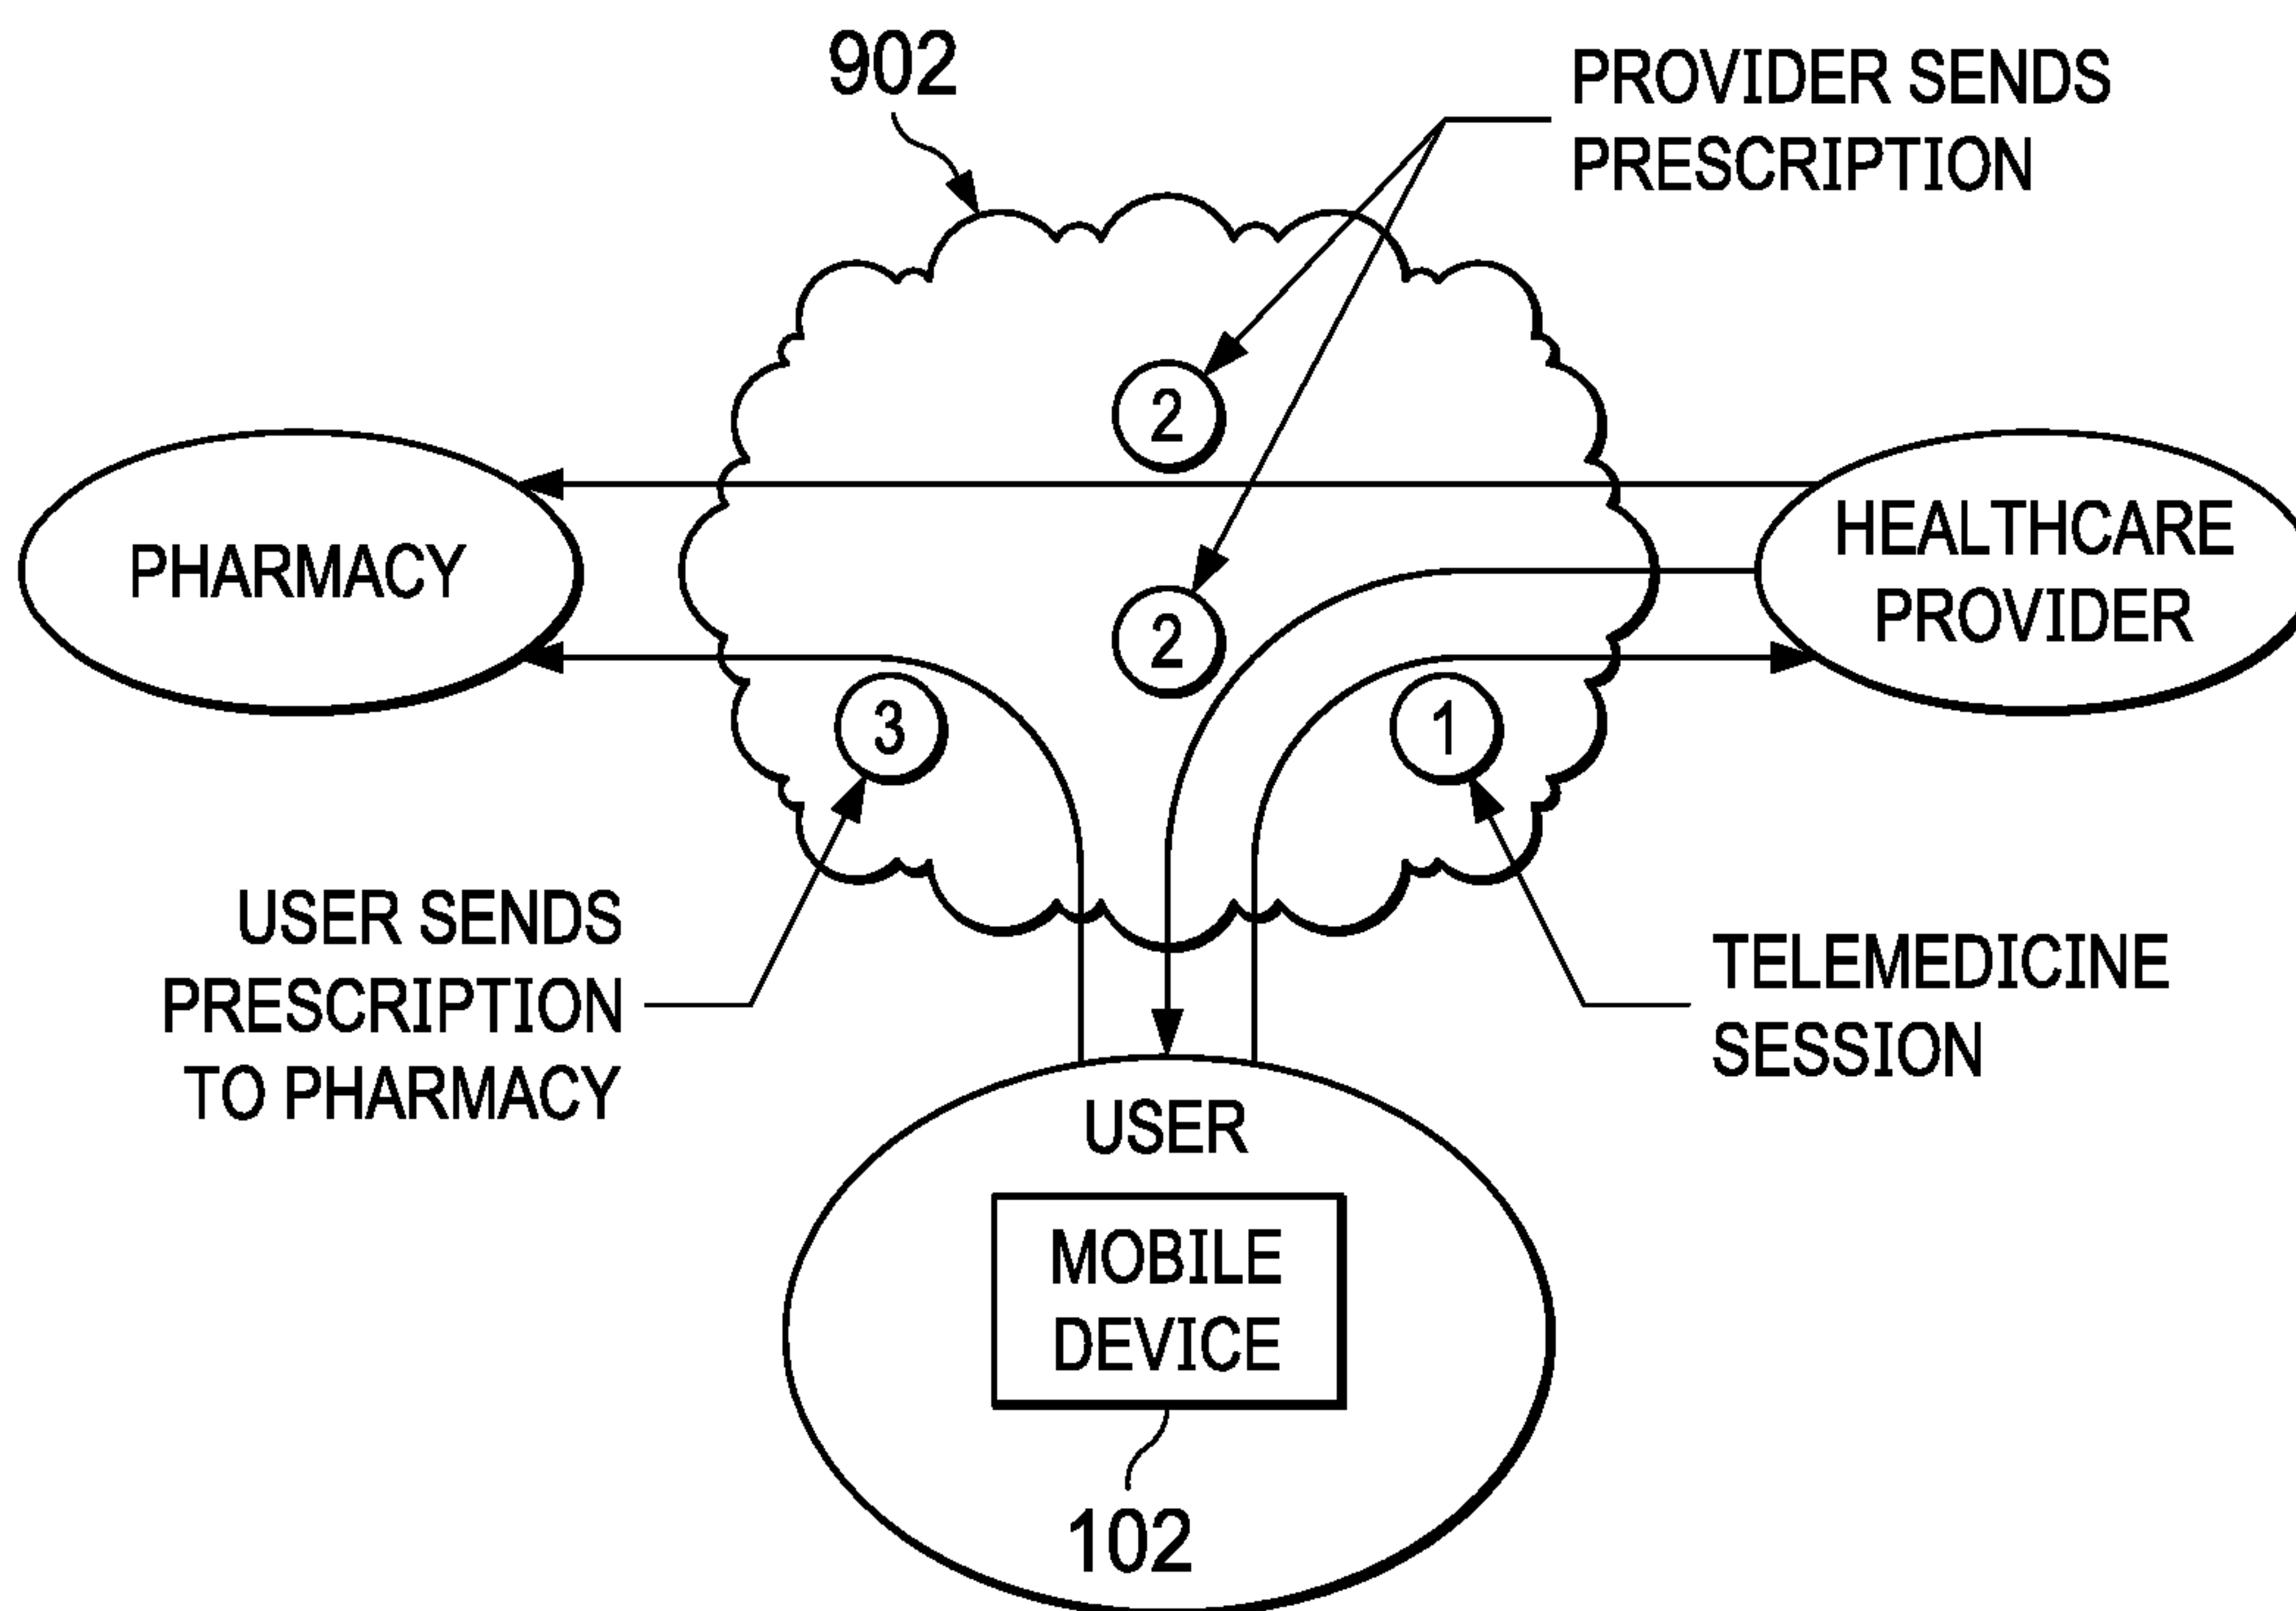 902
PROVIDER SENDS
PRESCRIPTION
2
PHARMACY
HEALTHCARE
PROVIDER
2
3
1
USER SENDS
PRESCRIPTION
TO PHARMACY
TELEMEDICINE
SESSION
USER
MOBILE
DEVICE
102